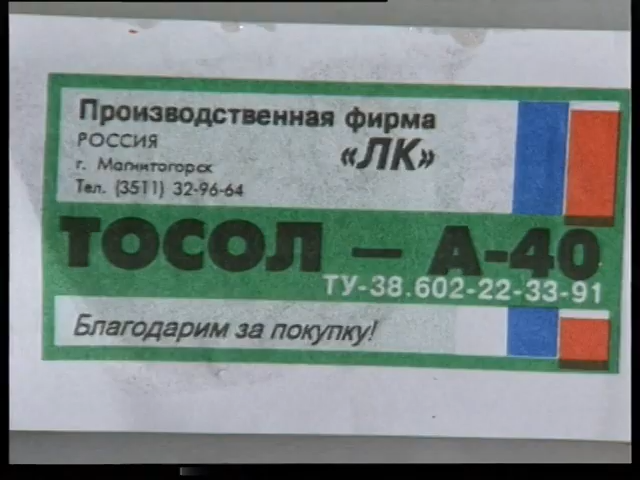 Производственная фирма
РОССИЯ
«ЛК»
г. Магнитогорск
Тел. (3511) 32-96-64
ТОСОЛ – А-40
ТУ-38.602-22-33-91
Благодарим за покупку!